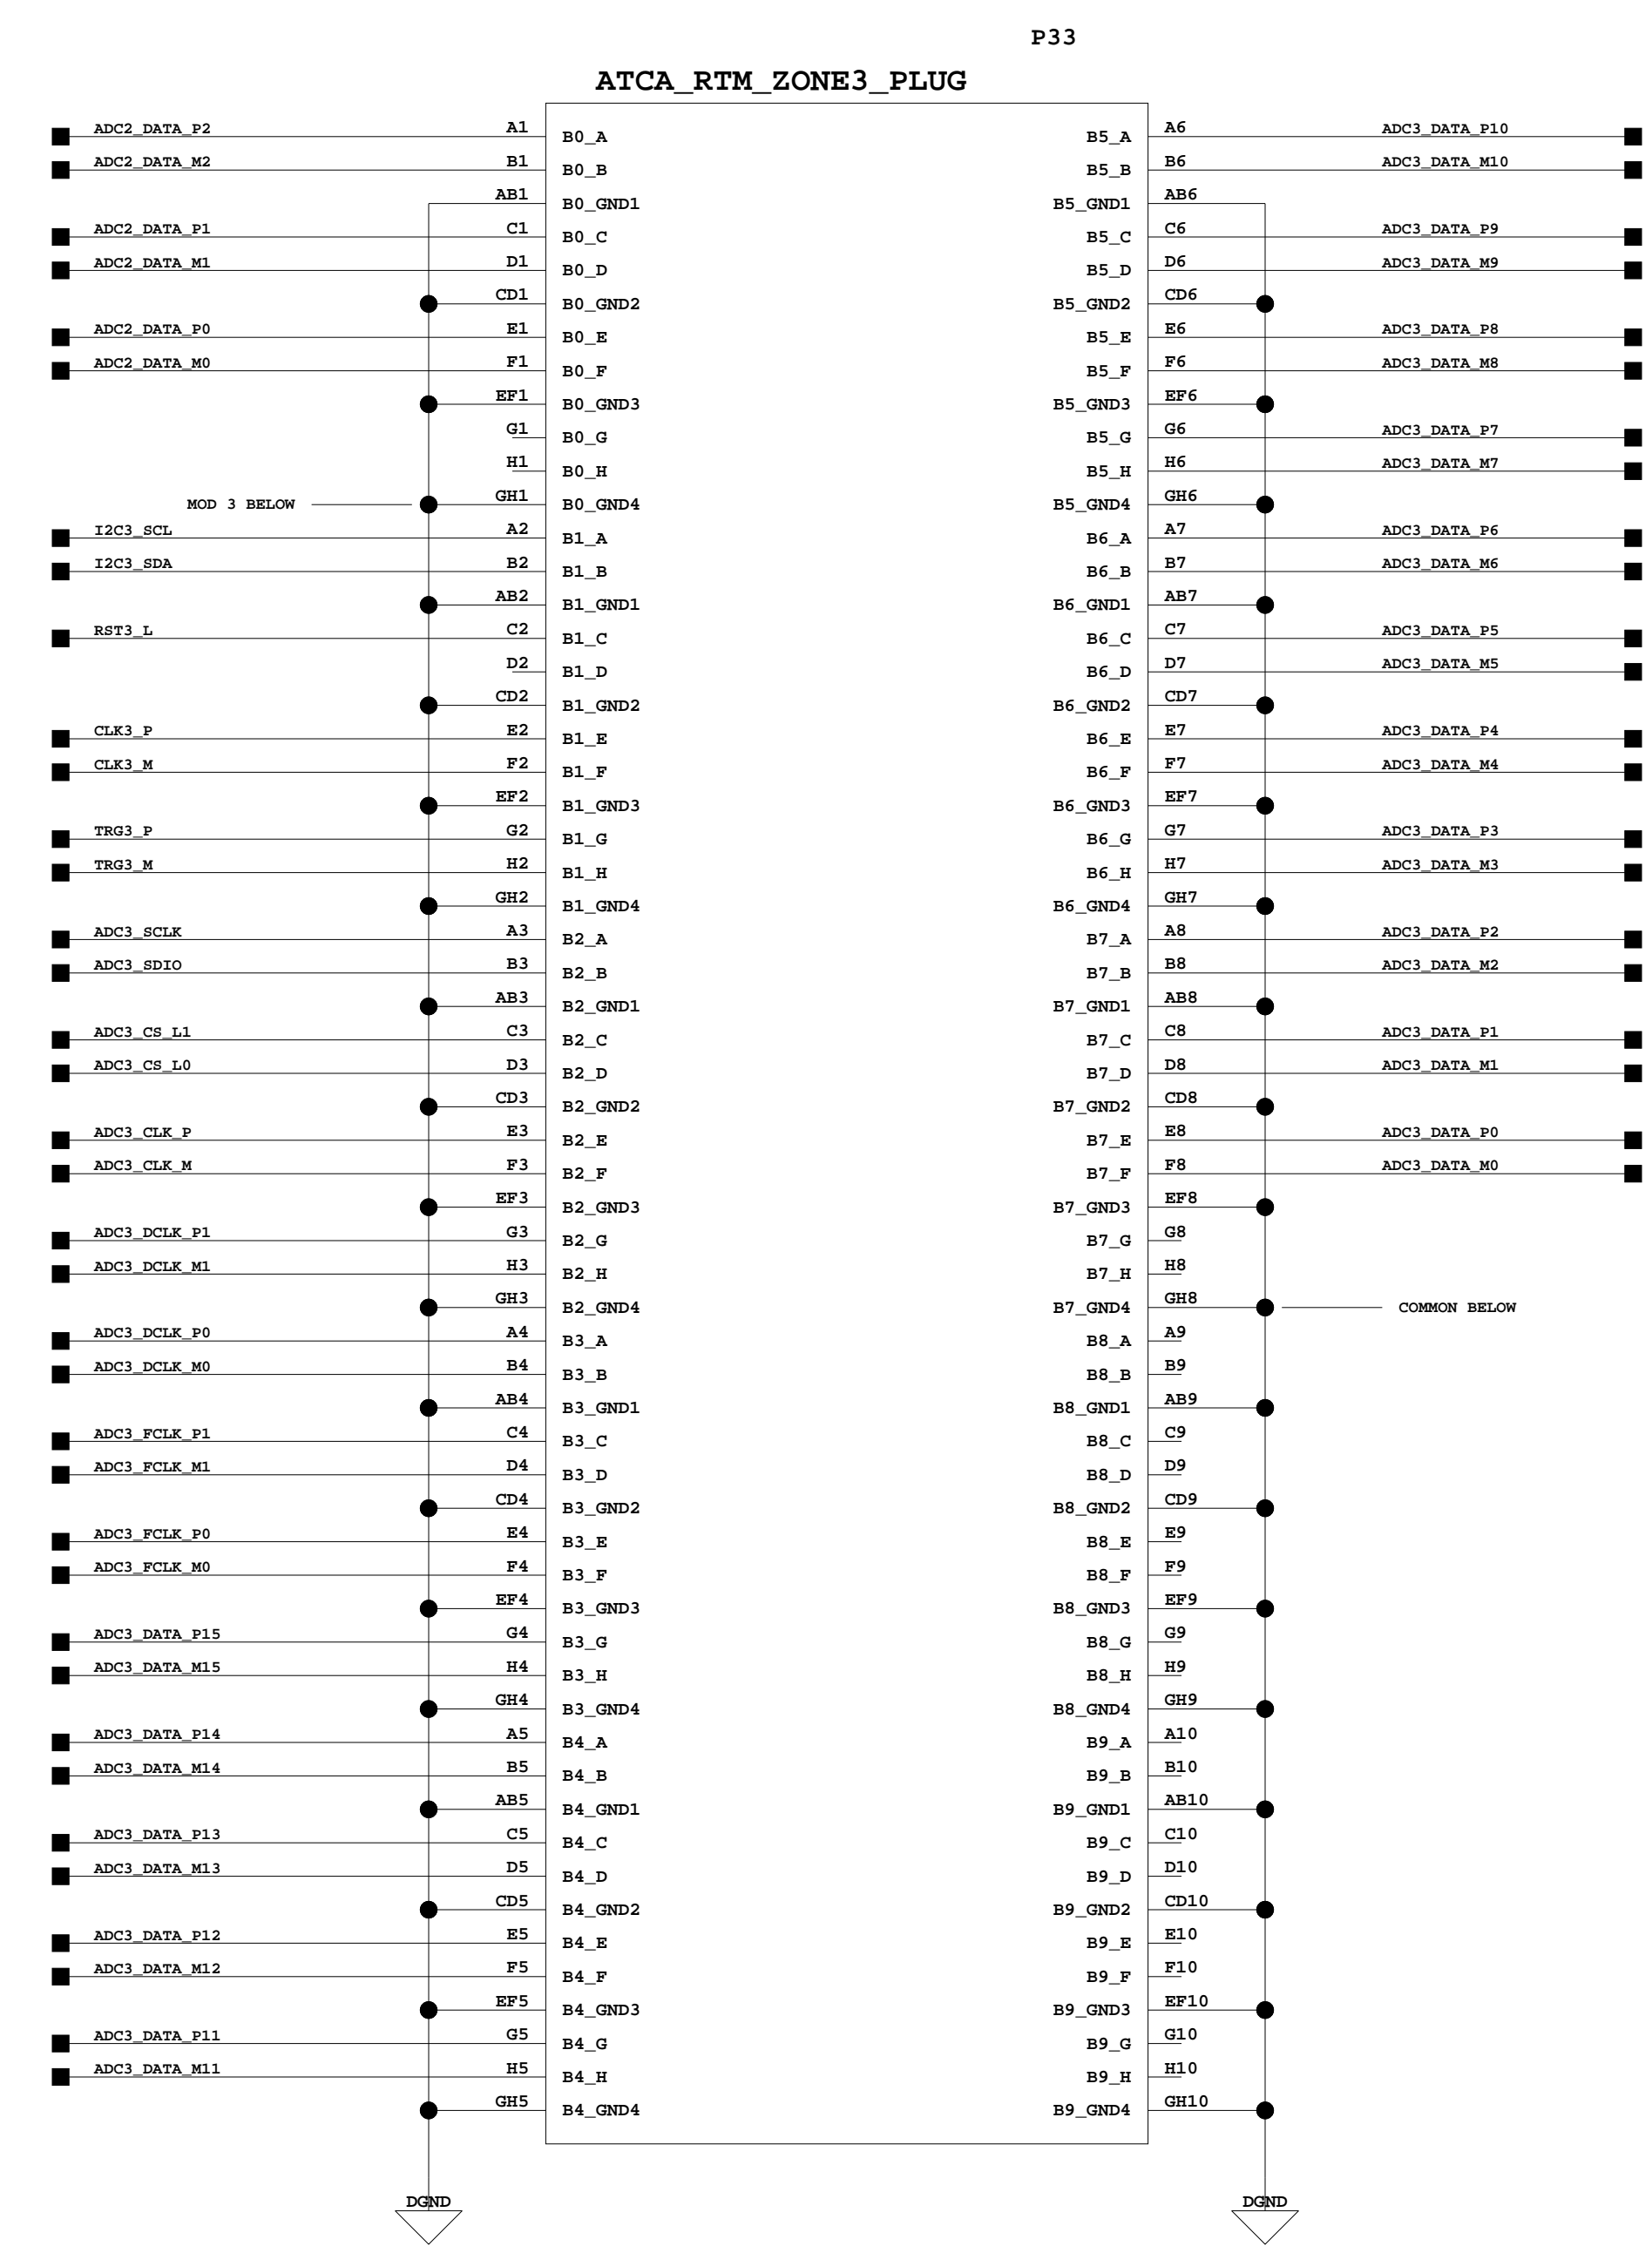 P33
ATCA_RTM_ZONE3_PLUG
ADC2_DATA_P2 A1 B0_A B5_A A6 ADC3_DATA_P10
ADC2_DATA_M2 B1 B0_B B5_B B6 ADC3_DATA_M10
AB1 B0_GND1 B5_GND1 AB6
ADC2_DATA_P1 C1 B0_C B5_C C6 ADC3_DATA_P9
ADC2_DATA_M1 D1 B0_D B5_D D6 ADC3_DATA_M9
CD1 B0_GND2 B5_GND2 CD6
ADC2_DATA_P0 E1 B0_E B5_E E6 ADC3_DATA_P8
ADC2_DATA_M0 F1 B0_F B5_F F6 ADC3_DATA_M8
EF1 B0_GND3 B5_GND3 EF6
G1 B0_G B5_G G6 ADC3_DATA_P7
H1 B0_H B5_H H6 ADC3_DATA_M7
MOD 3 BELOW GH1 B0_GND4 B5_GND4 GH6
I2C3_SCL A2 B1_A B6_A A7 ADC3_DATA_P6
I2C3_SDA B2 B1_B B6_B B7 ADC3_DATA_M6
AB2 B1_GND1 B6_GND1 AB7
RST3_L C2 B1_C B6_C C7 ADC3_DATA_P5
D2 B1_D B6_D D7 ADC3_DATA_M5
CD2 B1_GND2 B6_GND2 CD7
CLK3_P E2 B1_E B6_E E7 ADC3_DATA_P4
CLK3_M F2 B1_F B6_F F7 ADC3_DATA_M4
EF2 B1_GND3 B6_GND3 EF7
TRG3_P G2 B1_G B6_G G7 ADC3_DATA_P3
TRG3_M H2 B1_H B6_H H7 ADC3_DATA_M3
GH2 B1_GND4 B6_GND4 GH7
ADC3_SCLK A3 B2_A B7_A A8 ADC3_DATA_P2
ADC3_SDIO B3 B2_B B7_B B8 ADC3_DATA_M2
AB3 B2_GND1 B7_GND1 AB8
ADC3_CS_L1 C3 B2_C B7_C C8 ADC3_DATA_P1
ADC3_CS_L0 D3 B2_D B7_D D8 ADC3_DATA_M1
CD3 B2_GND2 B7_GND2 CD8
ADC3_CLK_P E3 B2_E B7_E E8 ADC3_DATA_P0
ADC3_CLK_M F3 B2_F B7_F F8 ADC3_DATA_M0
EF3 B2_GND3 B7_GND3 EF8
ADC3_DCLK_P1 G3 B2_G B7_G G8
ADC3_DCLK_M1 H3 B2_H B7_H H8
GH3 B2_GND4 B7_GND4 GH8 COMMON BELOW
ADC3_DCLK_P0 A4 B3_A B8_A A9
ADC3_DCLK_M0 B4 B3_B B8_B B9
AB4 B3_GND1 B8_GND1 AB9
ADC3_FCLK_P1 C4 B3_C B8_C C9
ADC3_FCLK_M1 D4 B3_D B8_D D9
CD4 B3_GND2 B8_GND2 CD9
ADC3_FCLK_P0 E4 B3_E B8_E E9
ADC3_FCLK_M0 F4 B3_F B8_F F9
EF4 B3_GND3 B8_GND3 EF9
ADC3_DATA_P15 G4 B3_G B8_G G9
ADC3_DATA_M15 H4 B3_H B8_H H9
GH4 B3_GND4 B8_GND4 GH9
ADC3_DATA_P14 A5 B4_A B9_A A10
ADC3_DATA_M14 B5 B4_B B9_B B10
AB5 B4_GND1 B9_GND1 AB10
ADC3_DATA_P13 C5 B4_C B9_C C10
ADC3_DATA_M13 D5 B4_D B9_D D10
CD5 B4_GND2 B9_GND2 CD10
ADC3_DATA_P12 E5 B4_E B9_E E10
ADC3_DATA_M12 F5 B4_F B9_F F10
EF5 B4_GND3 B9_GND3 EF10
ADC3_DATA_P11 G5 B4_G B9_G G10
ADC3_DATA_M11 H5 B4_H B9_H H10
GH5 B4_GND4 B9_GND4 GH10
DGND DGND